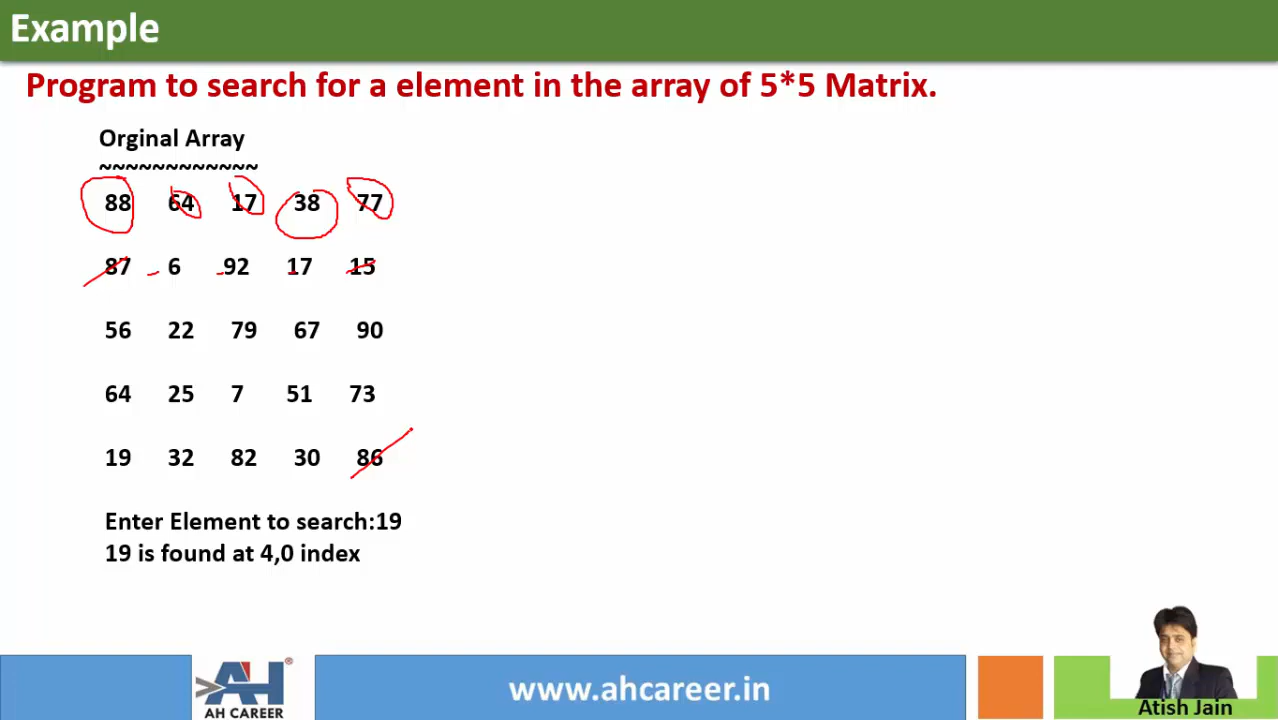 Example
Program to search for a element in the array of 5*5 Matrix.
Orginal Array
~~~~~~~~~~~~
88 64 17 38 77
87 6 92 17 15
56 22 79 67 90
64 25 7 51 73
19 32 82 30 86
Enter Element to search:19
19 is found at 4,0 index
AH
®
AH CAREER
www.ahcareer.in
Atish Jain